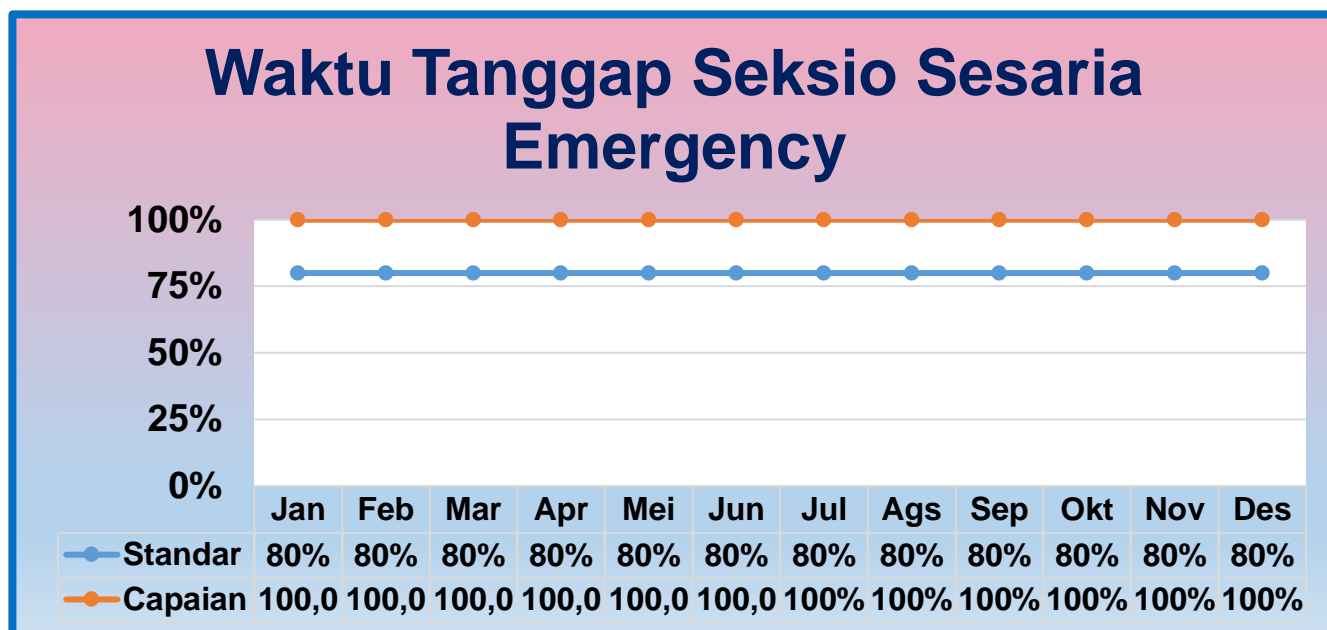 Waktu Tanggap Seksio Sesaria
Emergency
100%
75%
50%
25%
0%
Jan Feb Mar Apr Mei Jun Jul Ags Sep Okt Nov Des
Standar 80% 80% 80% 80% 80% 80% 80% 80% 80% 80% 80% 80%
Capaian 100,0 100,0 100,0 100,0 100,0 100,0 100% 100% 100% 100% 100% 100%